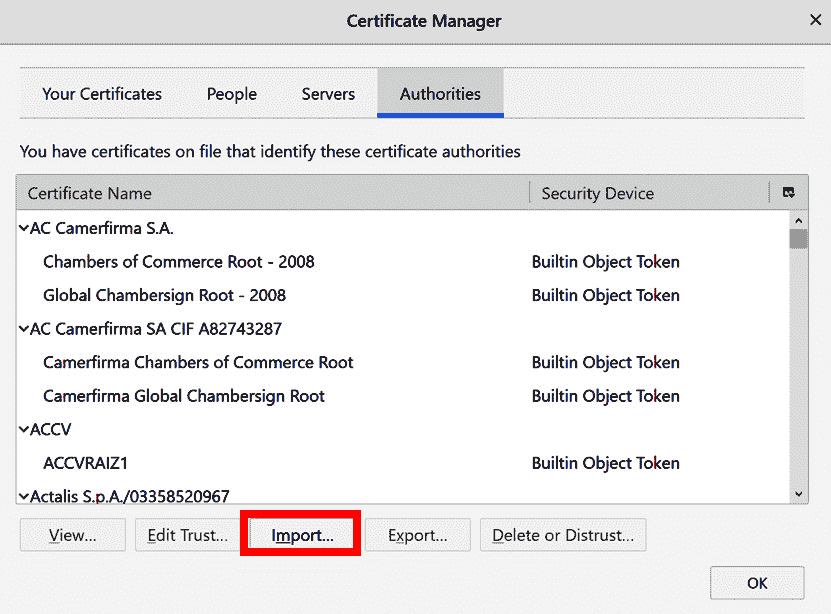 Certificate Manager
Your Certificates People Servers Authorities
You have certificates on file that identify these certificate authorities
Certificate Name Security Device
AC Camerfirma S.A.
Chambers of Commerce Root - 2008 Builtin Object Token
Global Chambersign Root - 2008 Builtin Object Token
AC Camerfirma SA CIF A82743287
Camerfirma Chambers of Commerce Root Builtin Object Token
Camerfirma Global Chambersign Root Builtin Object Token
ACCV
ACCVRAIZ1 Builtin Object Token
Actalis S.p.A./03358520967
View... Edit Trust... Import... Export... Delete or Distrust...
OK